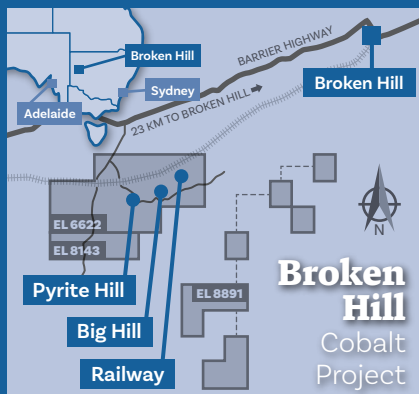 BARRIER HIGHWAY
Broken Hill
Sydney
Adelaide
Broken Hill
23 KM TO BROKEN HILL
EL 6622
EL 8143
EL 8891
N
Pyrite Hill
Big Hill
Railway
Broken
Hill
Cobalt
Project